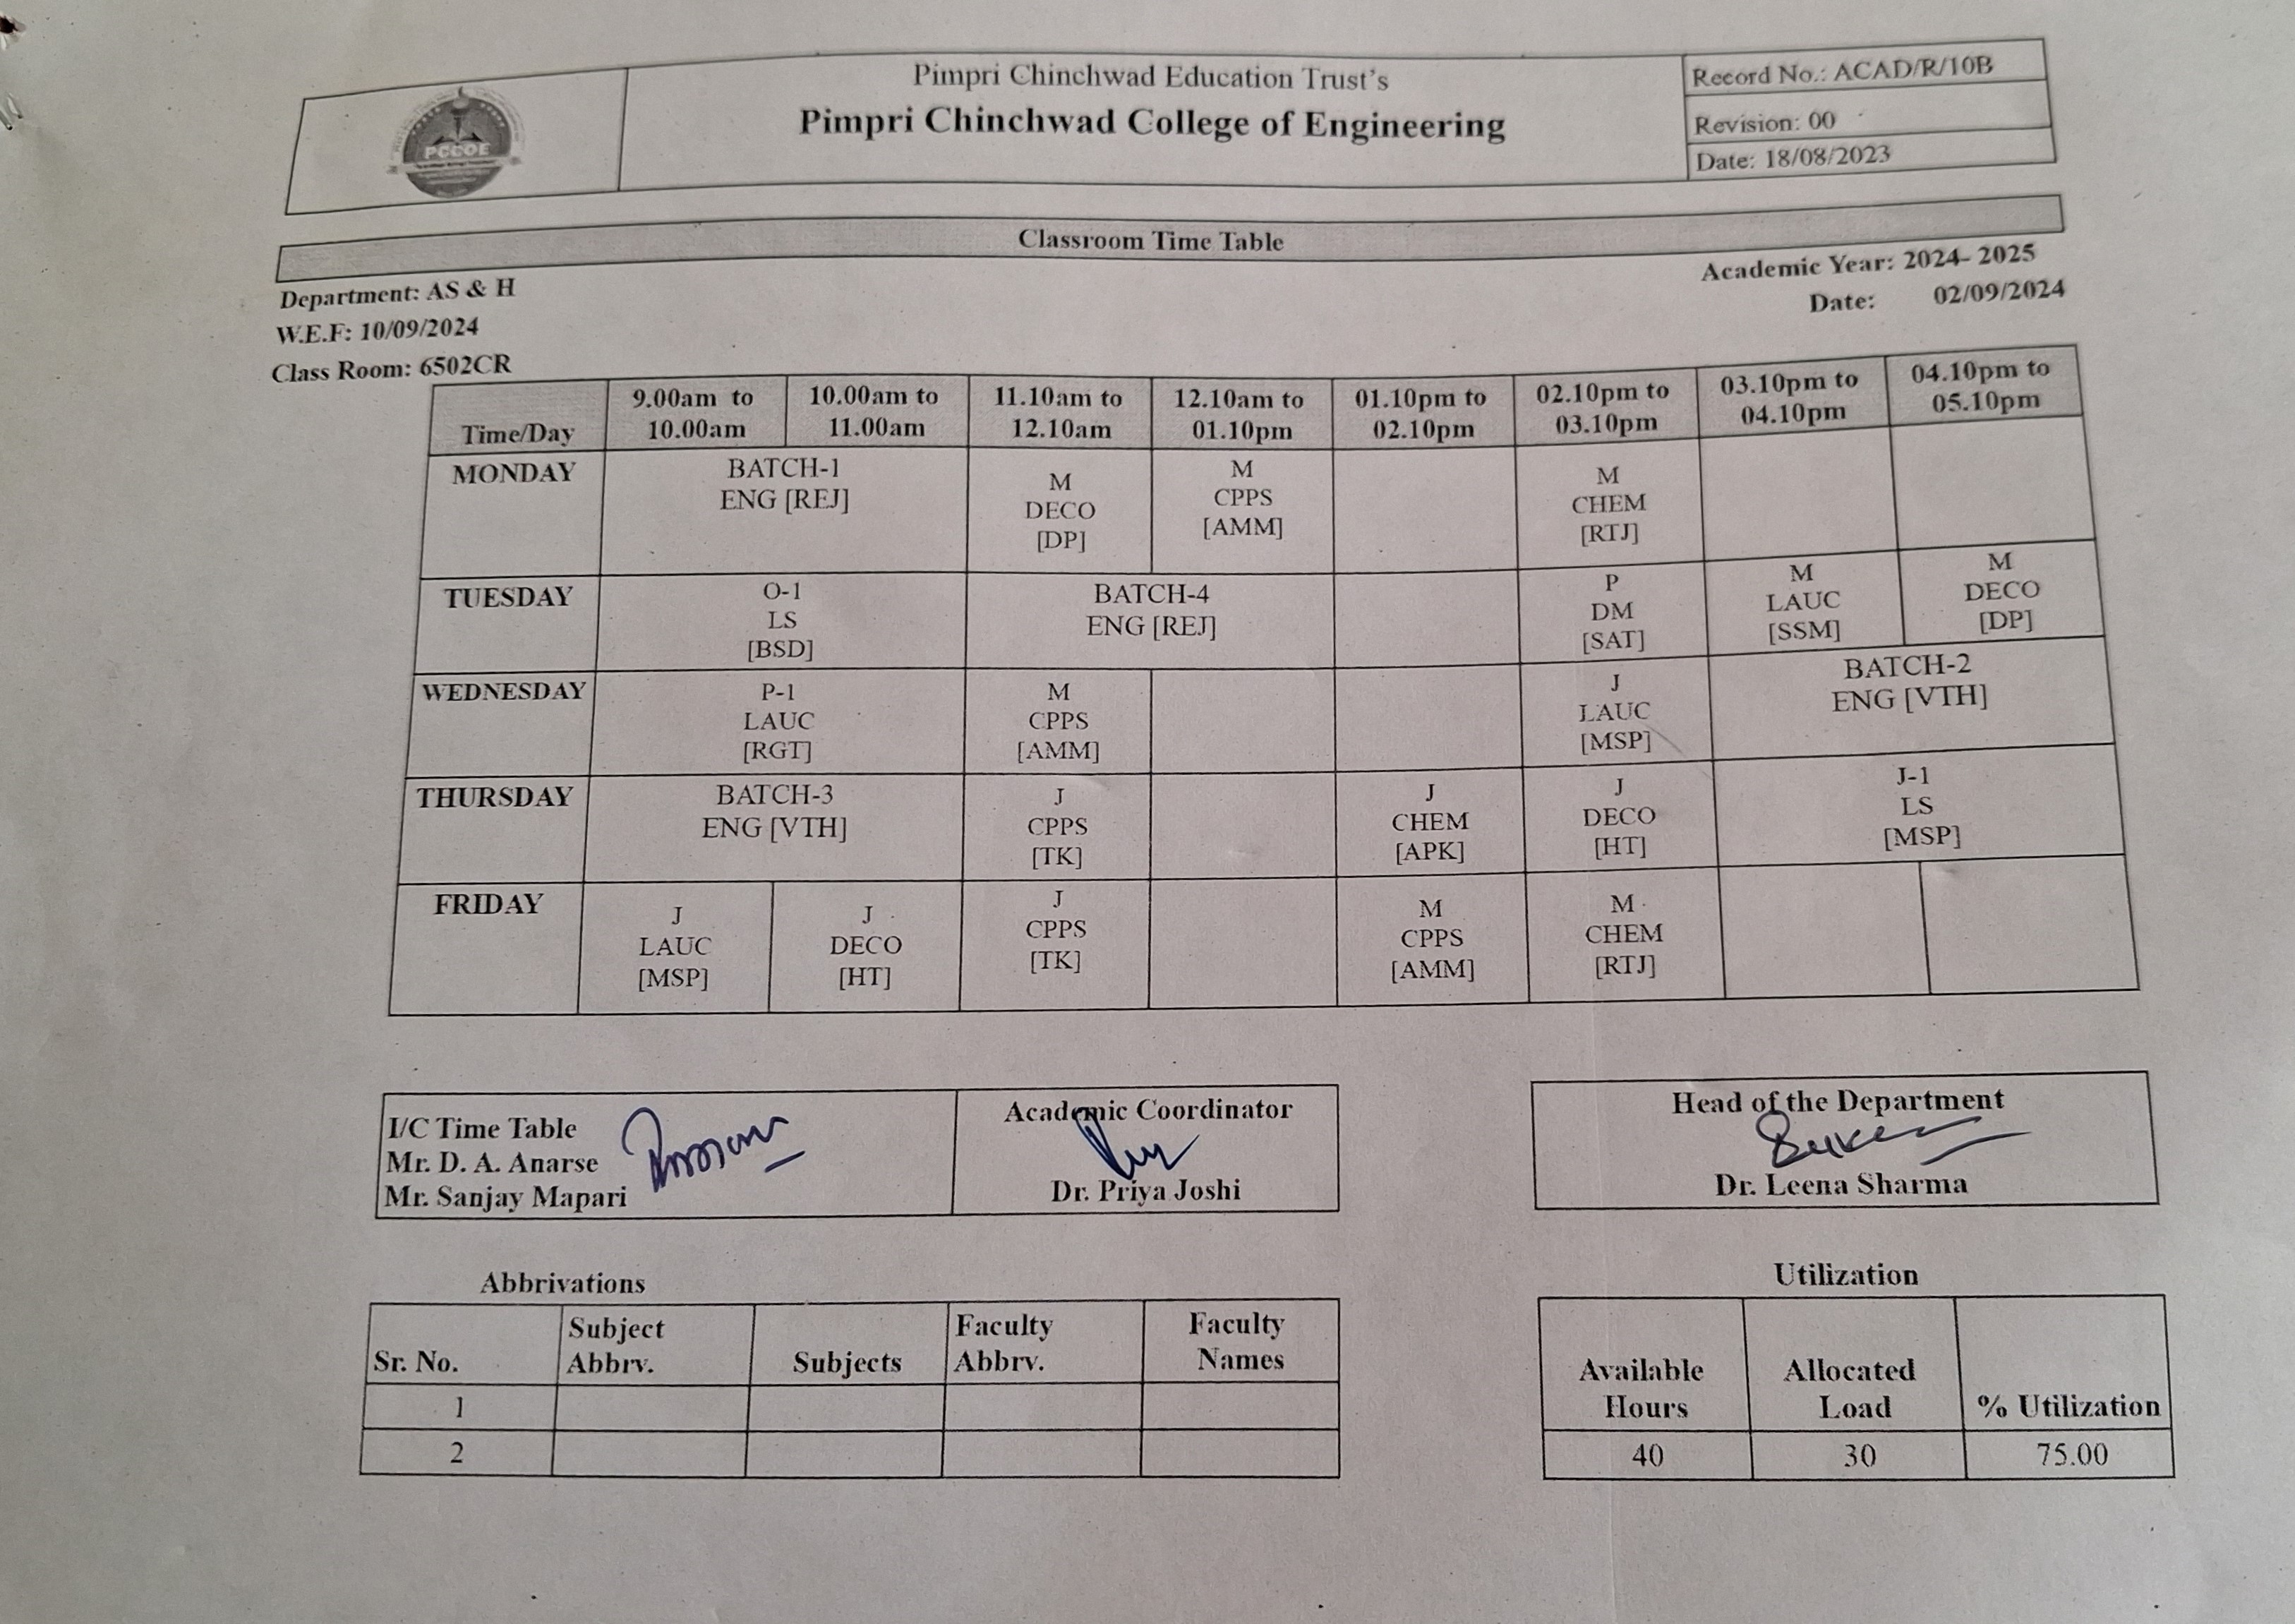 Pimpri Chinchwad Education Trust's
Pimpri Chinchwad College of Engineering
Record No.: ACAD/R/10B
Revision: 00
Date: 18/08/2023
PCCOE
Classroom Time Table
Department: AS & H
Academic Year: 2024- 2025
W.E.F: 10/09/2024
Date: 02/09/2024
Class Room: 6502CR
Time/Day
9.00am to
10.00am
10.00am to
11.00am
11.10am to
12.10am
12.10am to
01.10pm
01.10pm to
02.10pm
02.10pm to
03.10pm
03.10pm to
04.10pm
04.10pm to
05.10pm
MONDAY
BATCH-1
ENG [REJ]
M
DECO
[DP]
M
CPPS
[AMM]
M
CHEM
[RTJ]
TUESDAY
O-1
LS
[BSD]
BATCH-4
ENG [REJ]
P
DM
[SAT]
M
LAUC
[SSM]
M
DECO
[DP]
WEDNESDAY
P-1
LAUC
[RGT]
M
CPPS
[AMM]
J
LAUC
[MSP]
BATCH-2
ENG [VTH]
THURSDAY
BATCH-3
ENG [VTH]
J
CPPS
[TK]
J
CHEM
[APK]
J
DECO
[HT]
J-1
LS
[MSP]
FRIDAY
J
LAUC
[MSP]
J
DECO
[HT]
J
CPPS
[TK]
M
CPPS
[AMM]
M
CHEM
[RTJ]
I/C Time Table
Mr. D. A. Anarse
Mr. Sanjay Mapari
Academic Coordinator
Dr. Priya Joshi
Head of the Department
Dr. Leena Sharma
Abbrivations
Sr. No.
Subject
Abbrv.
Subjects
Faculty
Abbrv.
Faculty
Names
1
2
Utilization
Available
Hours
Allocated
Load
% Utilization
40
30
75.00